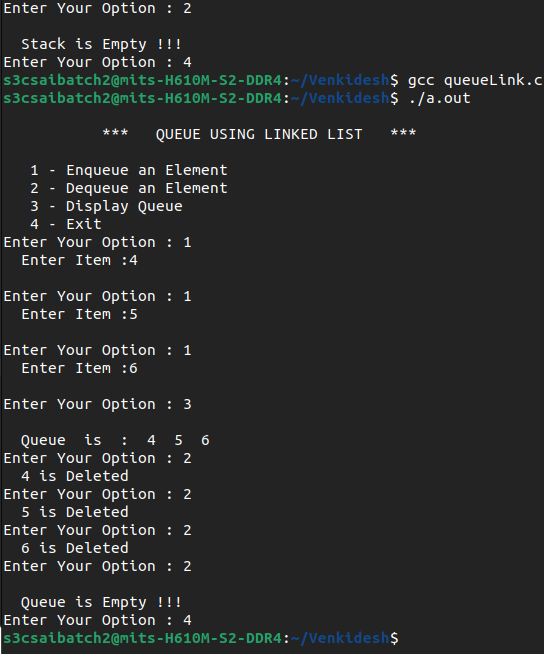 Enter Your Option : 2
Stack is Empty !!!
Enter Your Option : 4
s3csaibatch2@mits-H610M-S2-DDR4:~/Venkidesh$ gcc queueLink.c
s3csaibatch2@mits-H610M-S2-DDR4:~/Venkidesh$ ./a.out
*** QUEUE USING LINKED LIST ***
1 - Enqueue an Element
2 - Dequeue an Element
3 - Display Queue
4 - Exit
Enter Your Option : 1
Enter Item :4
Enter Your Option : 1
Enter Item :5
Enter Your Option : 1
Enter Item :6
Enter Your Option : 3
Queue is : 4 5 6
Enter Your Option : 2
4 is Deleted
Enter Your Option : 2
5 is Deleted
Enter Your Option : 2
6 is Deleted
Enter Your Option : 2
Queue is Empty !!!
Enter Your Option : 4
s3csaibatch2@mits-H610M-S2-DDR4:~/Venkidesh$